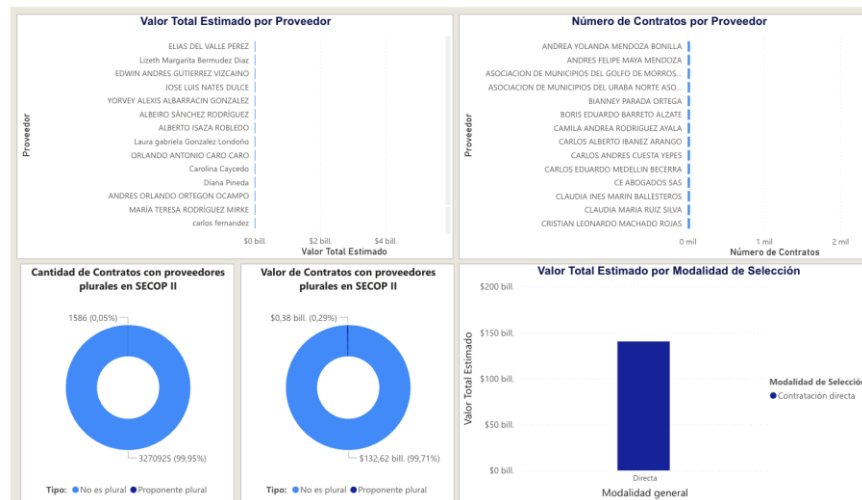 Valor Total Estimado por Proveedor
Proveedor
ELIAS DEL VALLE PEREZ
Lizeth Margarita Bermudez Diaz
EDWIN ANDRES GUTIERREZ VIZCAINO
JOSE LUIS NATES DULCE
YORVEY ALEXIS ALBARRACIN GONZALEZ
ALBEIRO SÁNCHEZ RODRÍGUEZ
ALBERTO ISAZA ROBLEDO
Laura gabriela Gonzalez Londoño
ORLANDO ANTONIO CARO CARO
Carolina Caycedo
Diana Pineda
ANDRES ORLANDO ORTEGON OCAMPO
MARÍA TERESA RODRÍGUEZ MIRKE
carlos fernandez
$0 bill. $2 bill. $4 bill.
Valor Total Estimado
Número de Contratos por Proveedor
Proveedor
ANDREA YOLANDA MENDOZA BONILLA
ANDRES FELIPE MAYA MENDOZA
ASOCIACION DE MUNICIPIOS DEL GOLFO DE MORROS...
ASOCIACION DE MUNICIPIOS DEL URABA NORTE ASO...
BIANNEY PARADA ORTEGA
BORIS EDUARDO BARRETO ALZATE
CAMILA ANDREA RODRIGUEZ AYALA
CARLOS ALBERTO IBANEZ ARANGO
CARLOS ANDRES CUESTA YEPES
CARLOS EDUARDO MEDELLIN BECERRA
CE ABOGADOS SAS
CLAUDIA INES MARIN BALLESTEROS
CLAUDIA MARIA RUIZ SILVA
CRISTIAN LEONARDO MACHADO ROJAS
0 mil 1 mil 2 mil
Número de Contratos
Cantidad de Contratos con proveedores
plurales en SECOP II
1586 (0,05%)
3270925 (99,95%)
Tipo: No es plural Proponente plural
Valor de Contratos con proveedores
plurales en SECOP II
$0,38 bill. (0,29%)
$132,62 bill. (99,71%)
Tipo: No es plural Proponente plural
Valor Total Estimado por Modalidad de Selección
Valor Total Estimado
$200 bill.
$150 bill.
$100 bill.
$50 bill.
$0 bill.
Directa
Modalidad general
Modalidad de Selección
Contratación directa